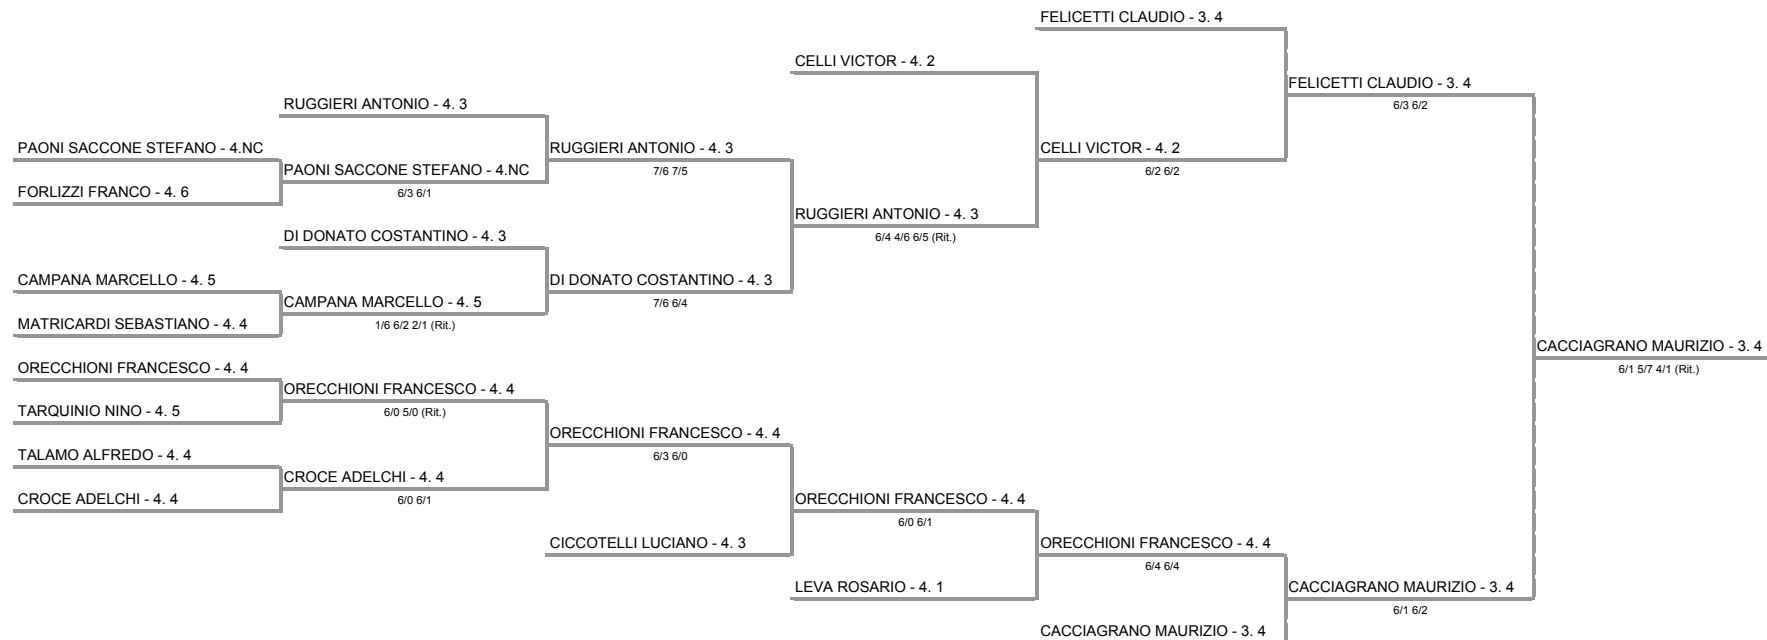 FELICETTI CLAUDIO - 3. 4
CELLI VICTOR - 4. 2
FELICETTI CLAUDIO - 3. 4
6/3 6/2
RUGGIERI ANTONIO - 4. 3
PAONI SACCONE STEFANO - 4.NC
RUGGIERI ANTONIO - 4. 3
CELLI VICTOR - 4. 2
7/6 7/5
6/2 6/2
PAONI SACCONE STEFANO - 4.NC
6/3 6/1
FORLIZZI FRANCO - 4. 6
RUGGIERI ANTONIO - 4. 3
6/4 4/6 6/5 (Rit.)
DI DONATO COSTANTINO - 4. 3
CAMPANA MARCELLO - 4. 5
DI DONATO COSTANTINO - 4. 3
7/6 6/4
CAMPANA MARCELLO - 4. 5
1/6 6/2 2/1 (Rit.)
MATRICARDI SEBASTIANO - 4. 4
CACCIAGRANO MAURIZIO - 3. 4
6/1 5/7 4/1 (Rit.)
ORECCHIONI FRANCESCO - 4. 4
ORECCHIONI FRANCESCO - 4. 4
6/0 5/0 (Rit.)
TARQUINIO NINO - 4. 5
ORECCHIONI FRANCESCO - 4. 4
6/3 6/0
TALAMO ALFREDO - 4. 4
CROCE ADELCHI - 4. 4
6/0 6/1
CROCE ADELCHI - 4. 4
ORECCHIONI FRANCESCO - 4. 4
6/0 6/1
CICCOTELLI LUCIANO - 4. 3
ORECCHIONI FRANCESCO - 4. 4
6/4 6/4
LEVA ROSARIO - 4. 1
CACCIAGRANO MAURIZIO - 3. 4
6/1 6/2
CACCIAGRANO MAURIZIO - 3. 4